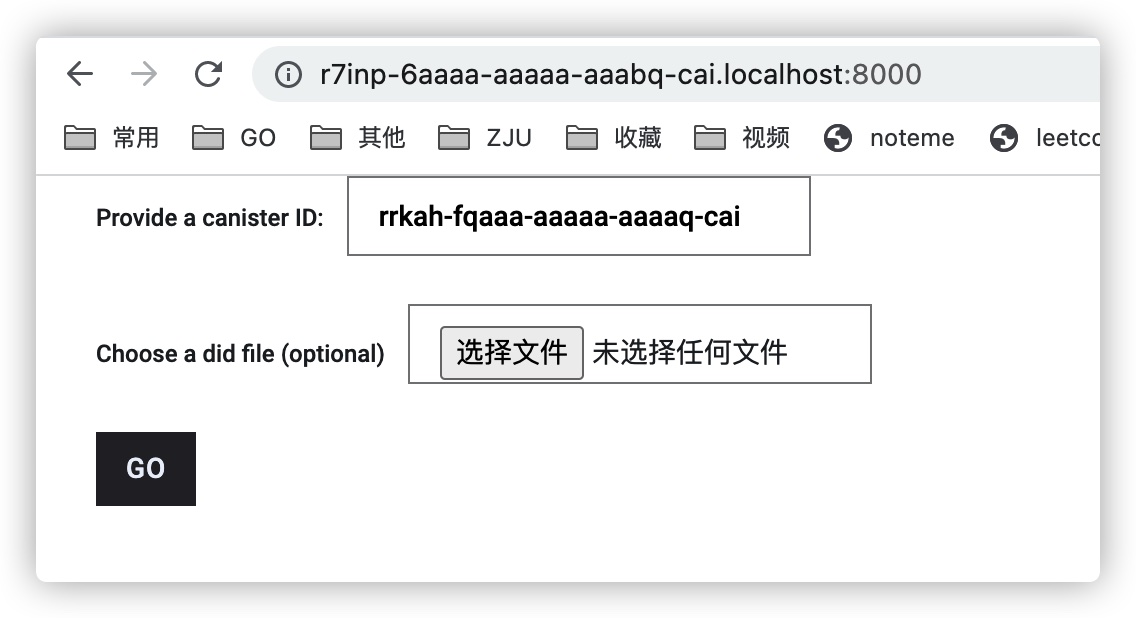 r7inp-6aaaa-aaaaa-aaabq-cai.localhost:8000
常用 GO 其他 ZJU 收藏 视频 noteme leetcc
Provide a canister ID: rrkah-fqaaa-aaaaa-aaaaq-cai
Choose a did file (optional) 选择文件 未选择任何文件
GO